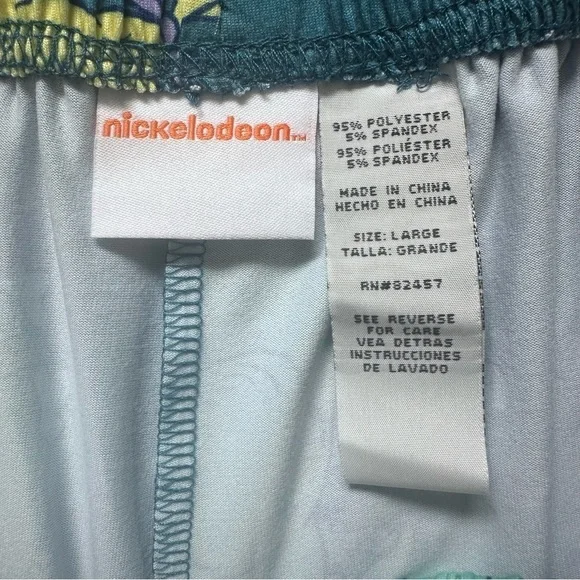 nickelodeon™
95% POLYESTER
5% SPANDEX
95% POLIÉSTER
5% SPANDEX
MADE IN CHINA
HECHO EN CHINA
SIZE: LARGE
TALLA: GRANDE
RN#82457
SEE REVERSE
FOR CARE
VEA DETRAS
INSTRUCCIONES
DE LAVADO